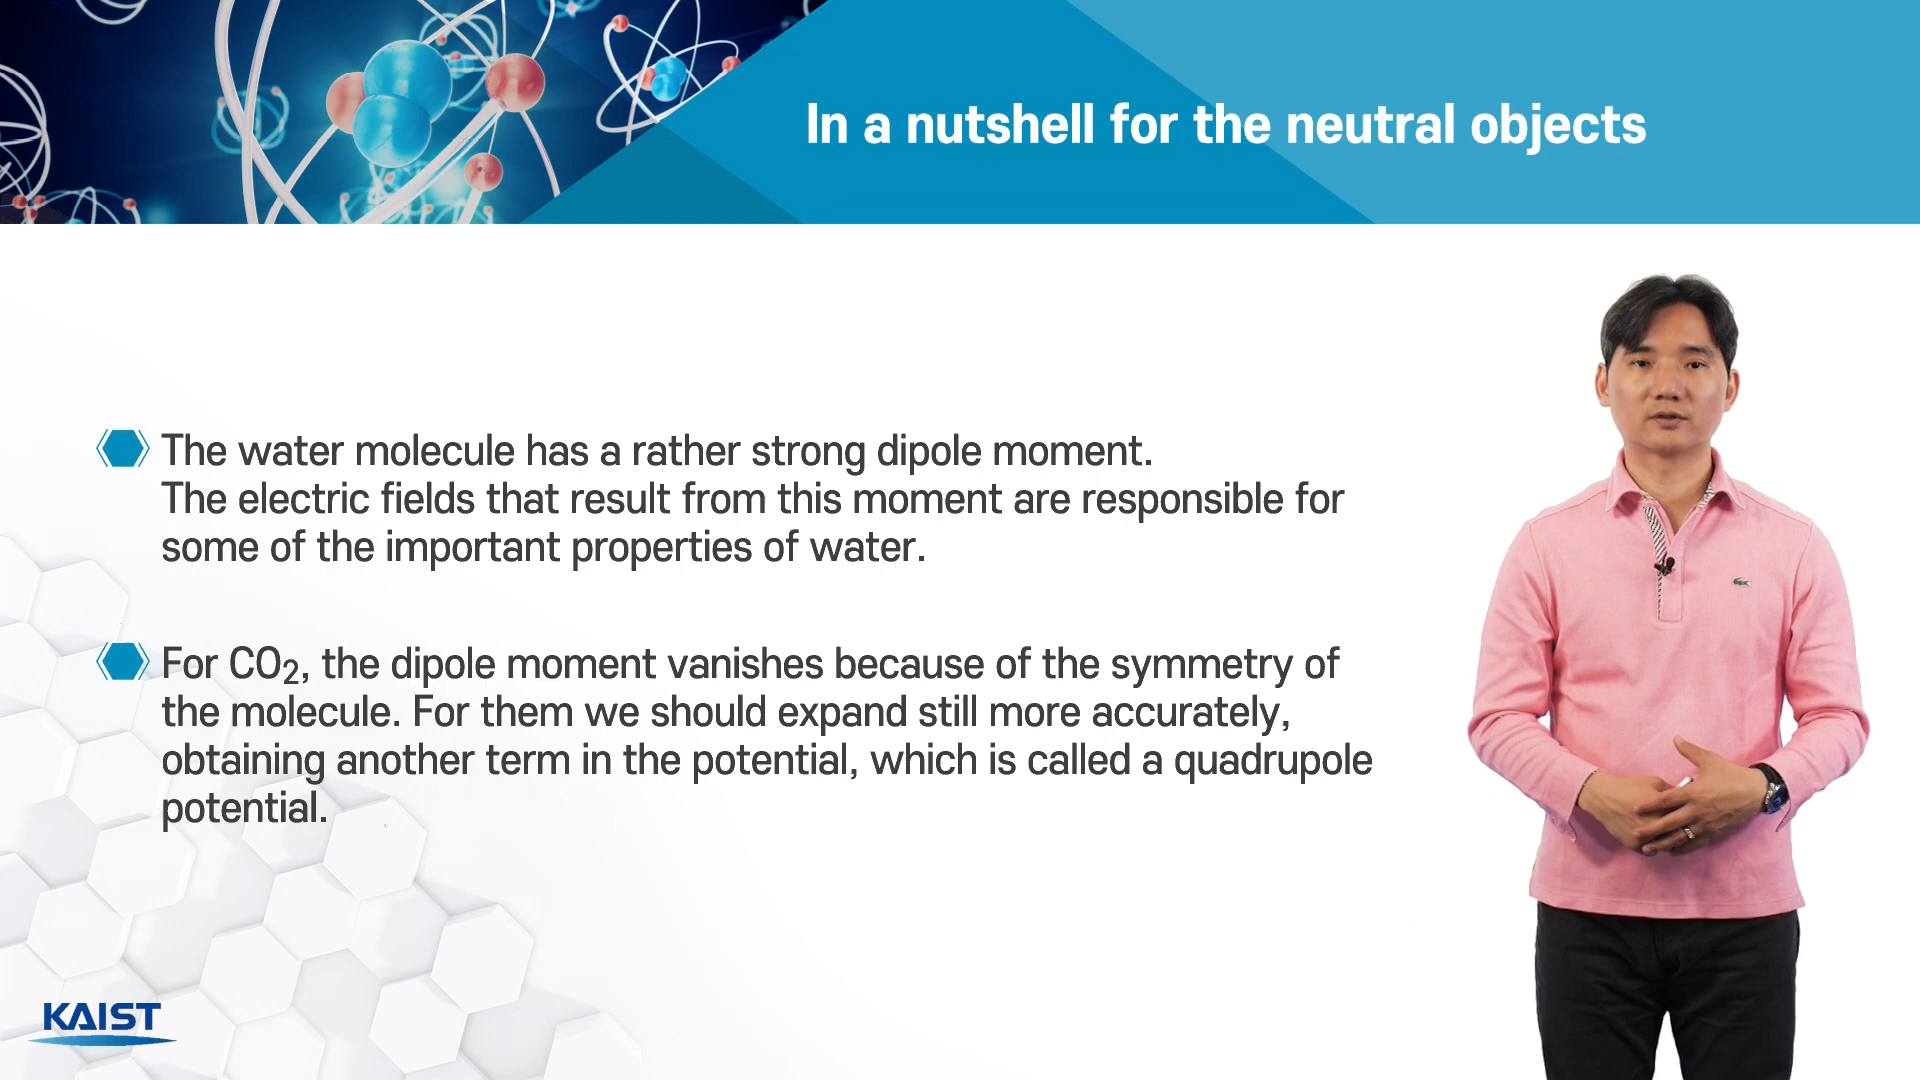 In a nutshell for the neutral objects
The water molecule has a rather strong dipole moment.
The electric fields that result from this moment are responsible for
some of the important properties of water.
For CO₂, the dipole moment vanishes because of the symmetry of
the molecule. For them we should expand still more accurately,
obtaining another term in the potential, which is called a quadrupole
potential.
KAIST